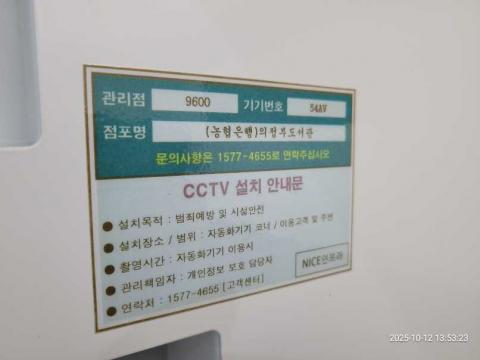 관리점 9600 기기번호 54AV
점포명 (농협은행)의정부도서관
문의사항은 1577-4655로 연락주십시오
CCTV 설치 안내문
● 설치목적 : 범죄예방 및 시설안전
● 설치장소 / 범위 : 자동화기기 코너 / 이용고객 및 주변
● 촬영시간 : 자동화기기 이용시
● 관리책임자 : 개인정보 보호 담당자
● 연락처 : 1577-4655 [고객센터]
NICE인프라
2025-10-12 13:53:23